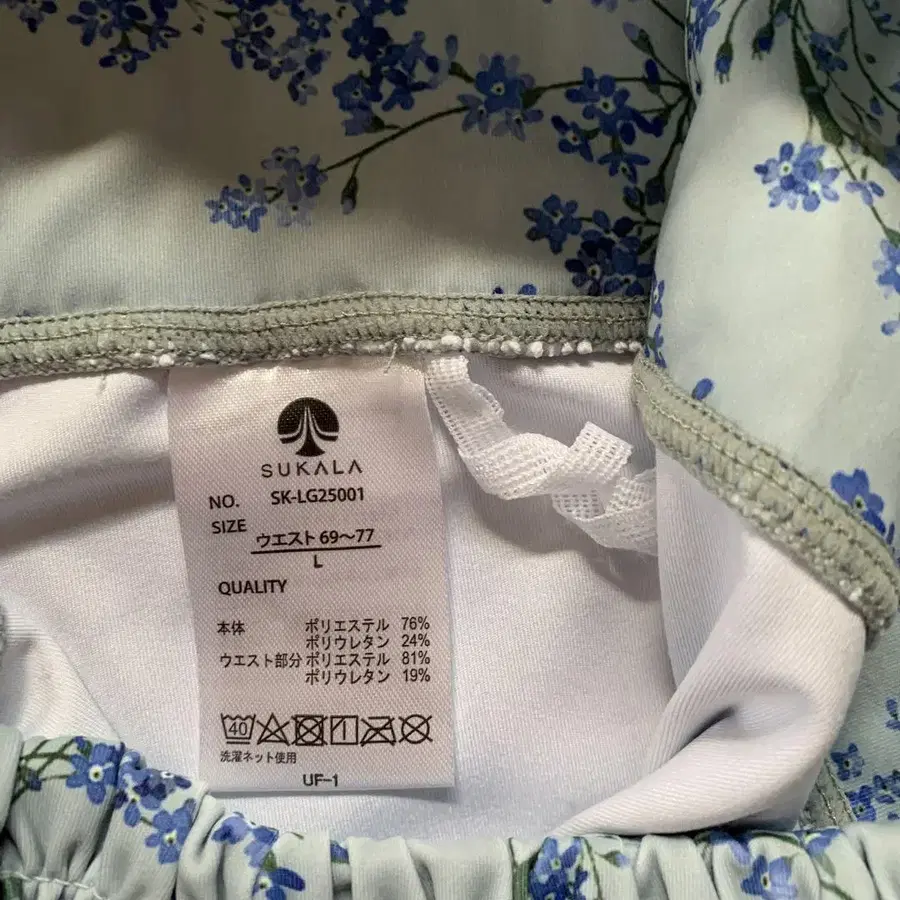 SUKALA
NO. SK-LG25001
SIZE ウエスト 69～77
L
QUALITY
本体 ポリエステル 76%
ポリウレタン 24%
ウエスト部分 ポリエステル 81%
ポリウレタン 19%
40
洗濯ネット使用
UF-1